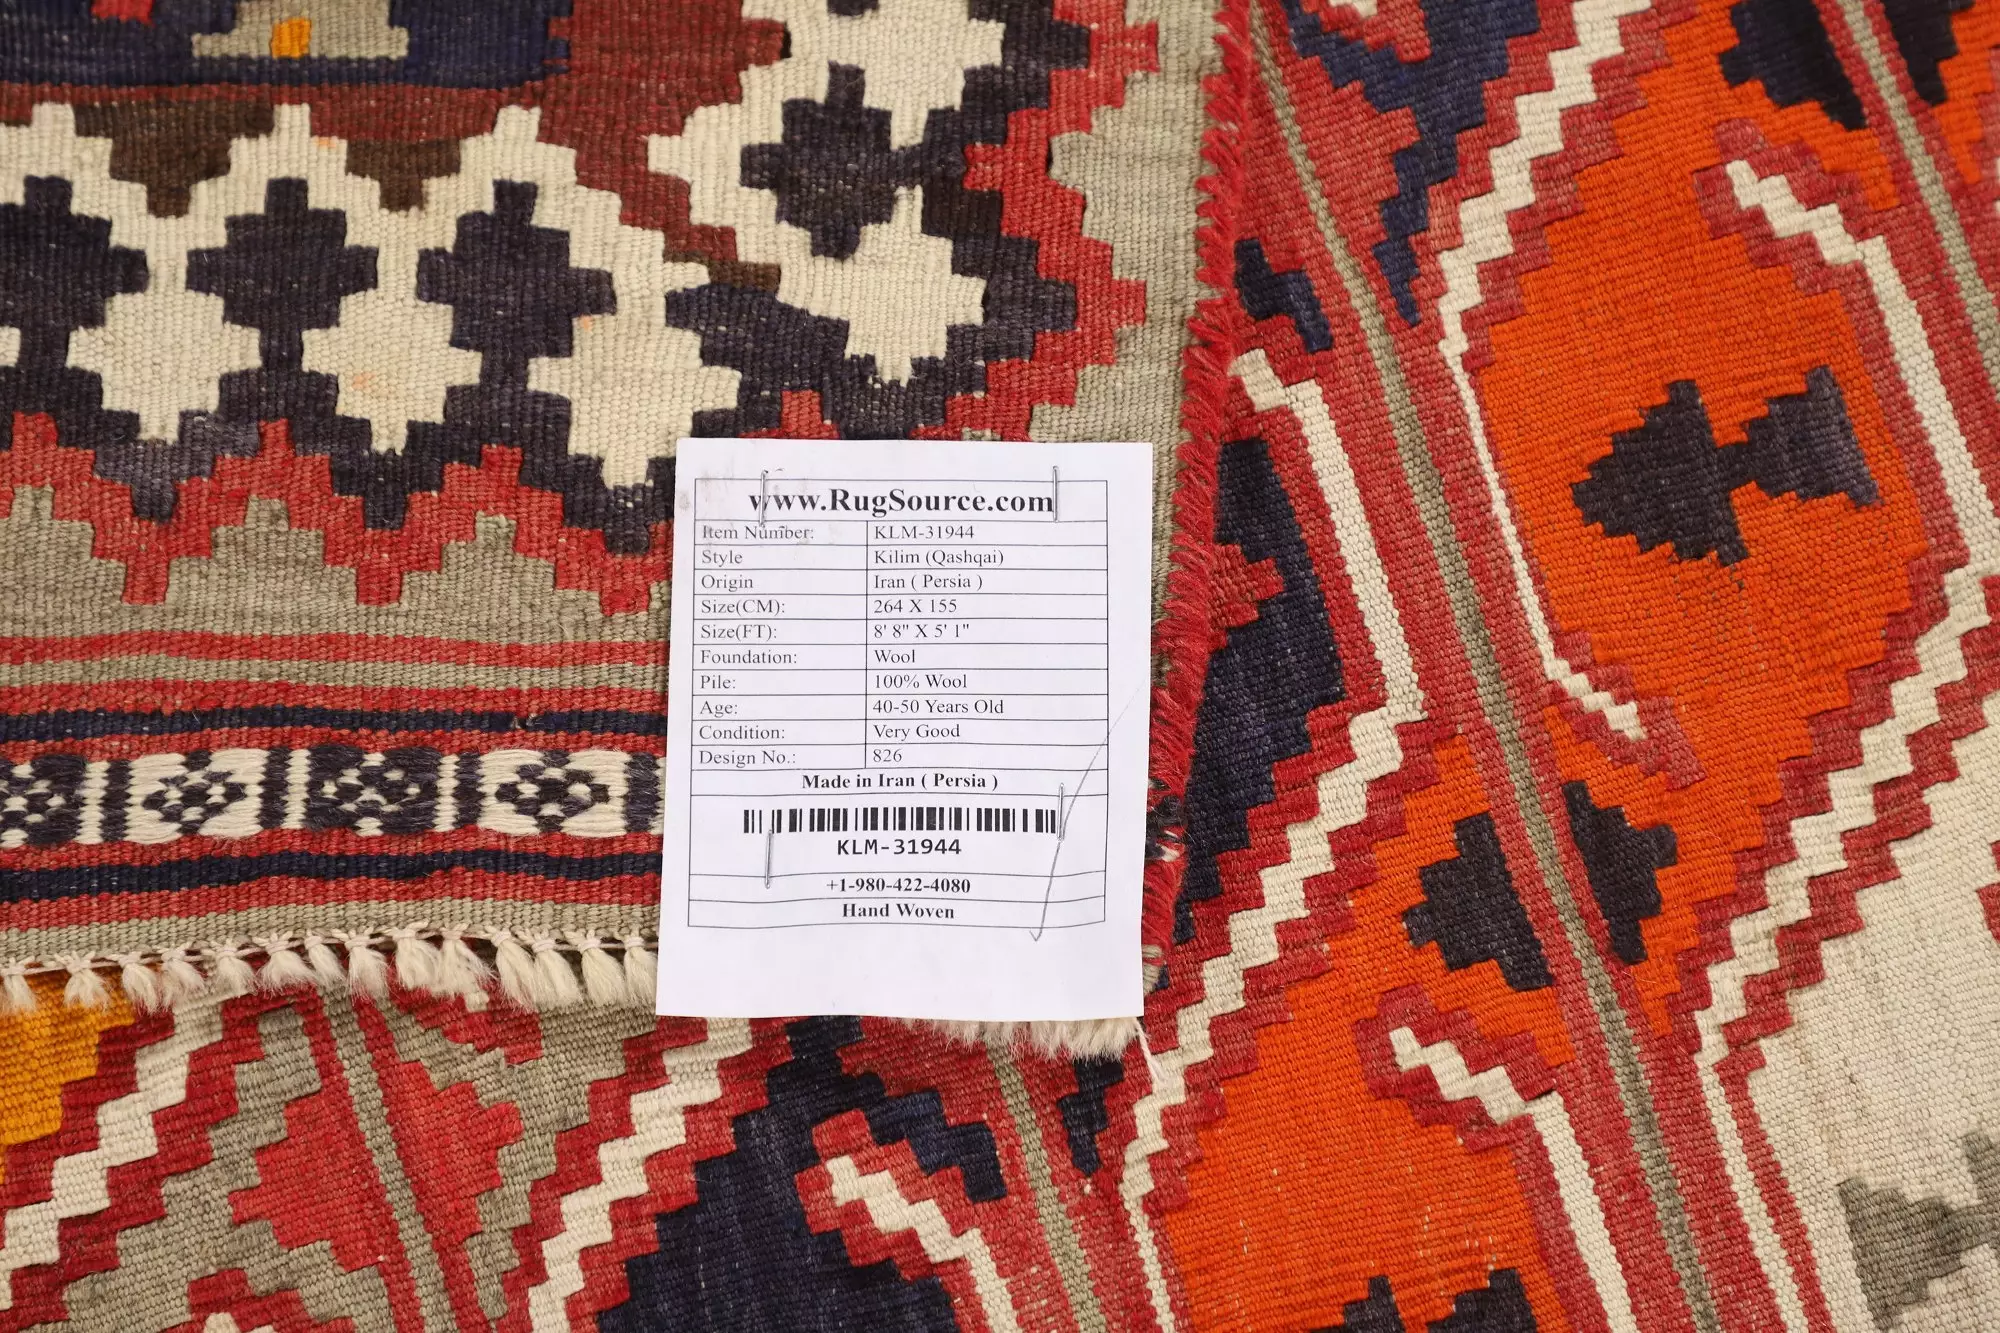 www.RugSource.com
Item Number: KLM-31944
Style Kilim (Qashqai)
Origin Iran ( Persia )
Size(CM): 264 X 155
Size(FT): 8' 8" X 5' 1"
Foundation: Wool
Pile: 100% Wool
Age: 40-50 Years Old
Condition: Very Good
Design No.: 826
Made in Iran ( Persia )
KLM-31944
+1-980-422-4080
Hand Woven